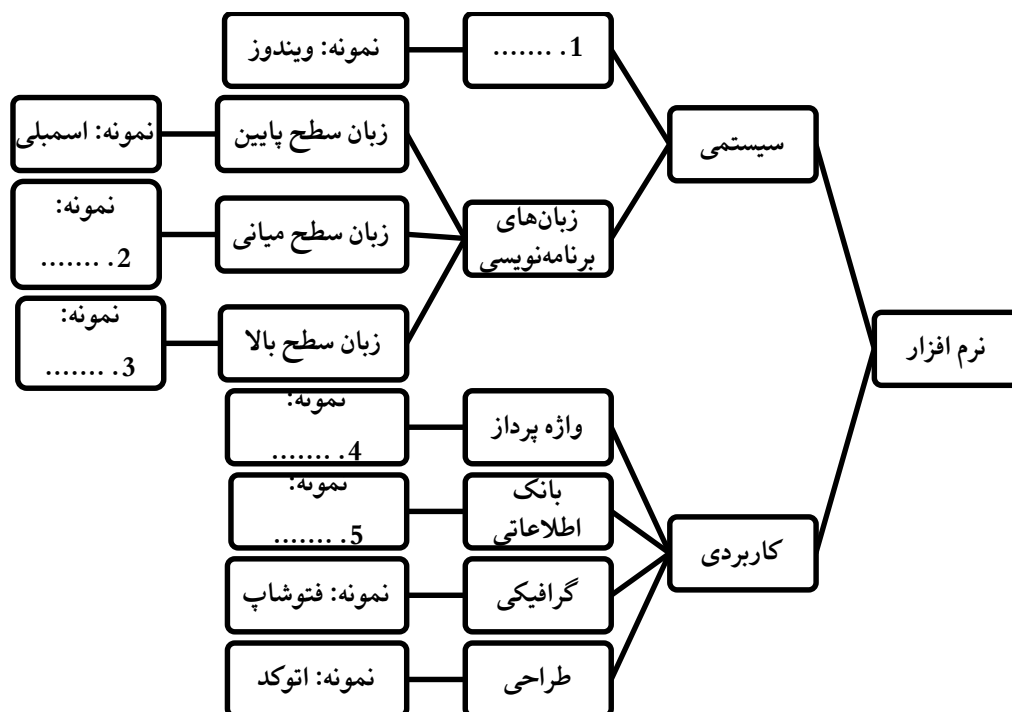 نرم افزار
سیستمی
1. .......
نمونه: ویندوز
زبان‌های
برنامه‌نویسی
زبان سطح پایین
نمونه: اسمبلی
زبان سطح میانی
نمونه:
2. .......
زبان سطح بالا
نمونه:
3. .......
کاربردی
واژه پرداز
نمونه:
4. .......
بانک
اطلاعاتی
نمونه:
5. .......
گرافیکی
نمونه: فتوشاپ
طراحی
نمونه: اتوکد